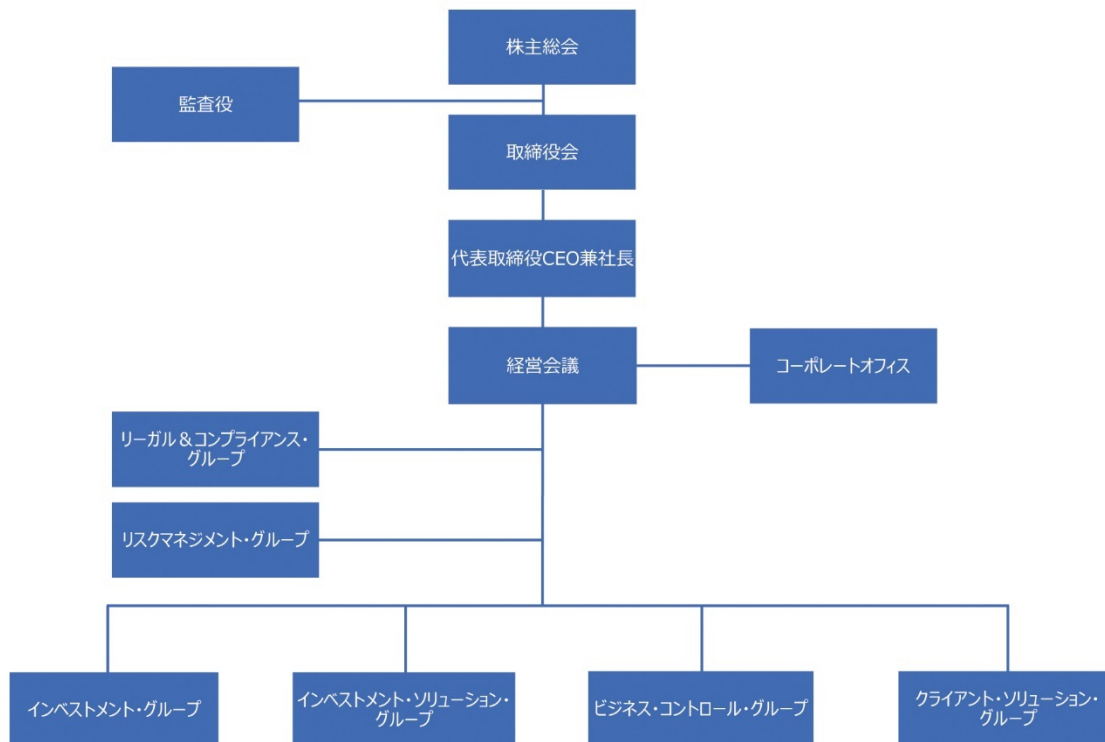 株主総会
監査役
取締役会
代表取締役CEO兼社長
経営会議
コーポレートオフィス
リーガル＆コンプライアンス・
グループ
リスクマネジメント・グループ
インベストメント・グループ
インベストメント・ソリューション・
グループ
ビジネス・コントロール・グループ
クライアント・ソリューション・
グループ